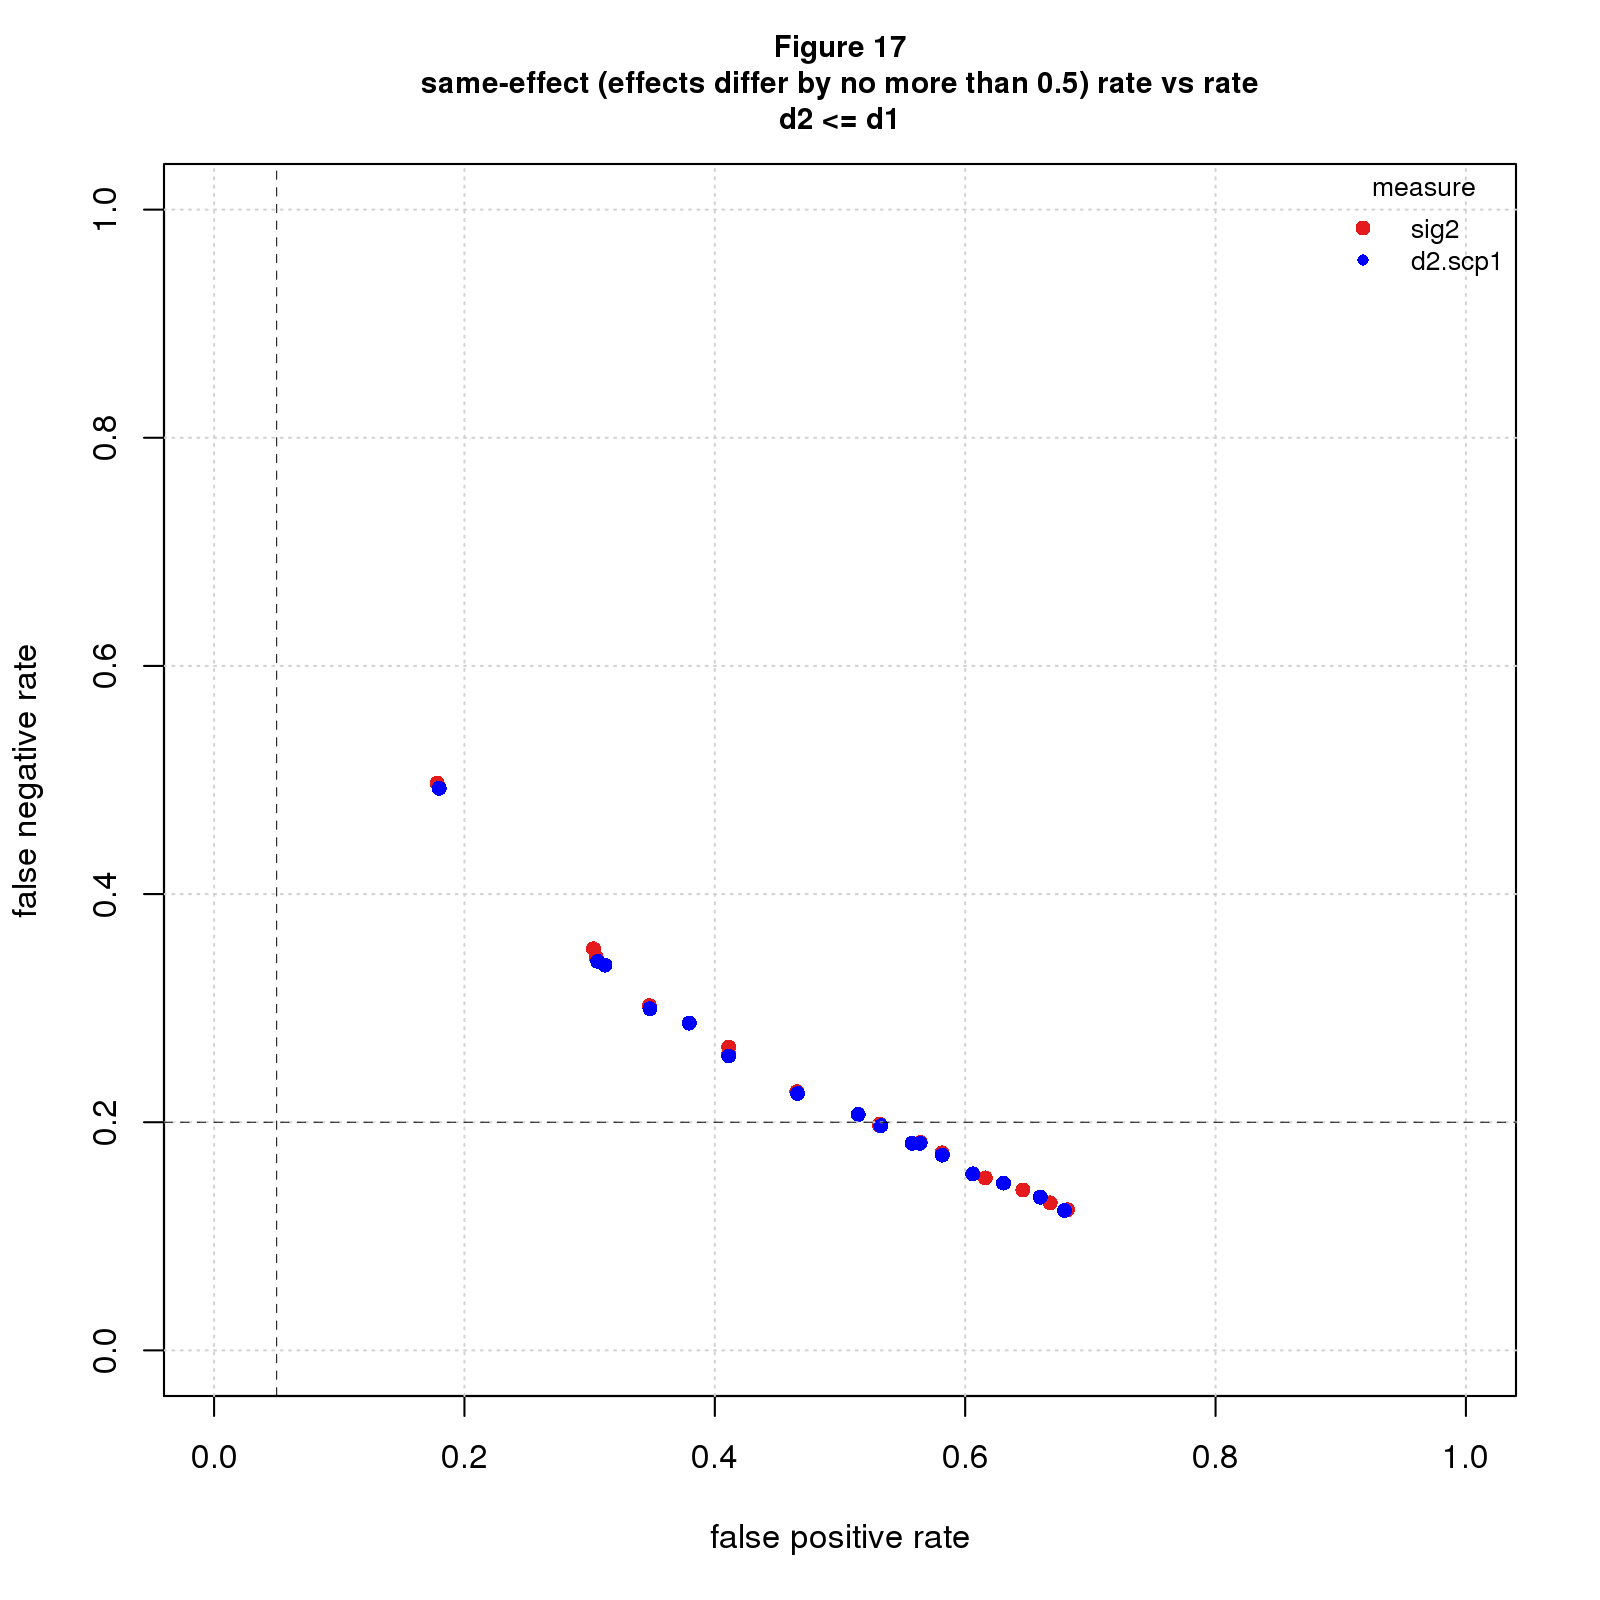 Figure 17
same-effect (effects differ by no more than 0.5) rate vs rate
d2 <= d1
measure
sig2
d2.scp1
false negative rate
1.0
0.8
0.6
0.4
0.2
0.0
0.0 0.2 0.4 0.6 0.8 1.0
false positive rate